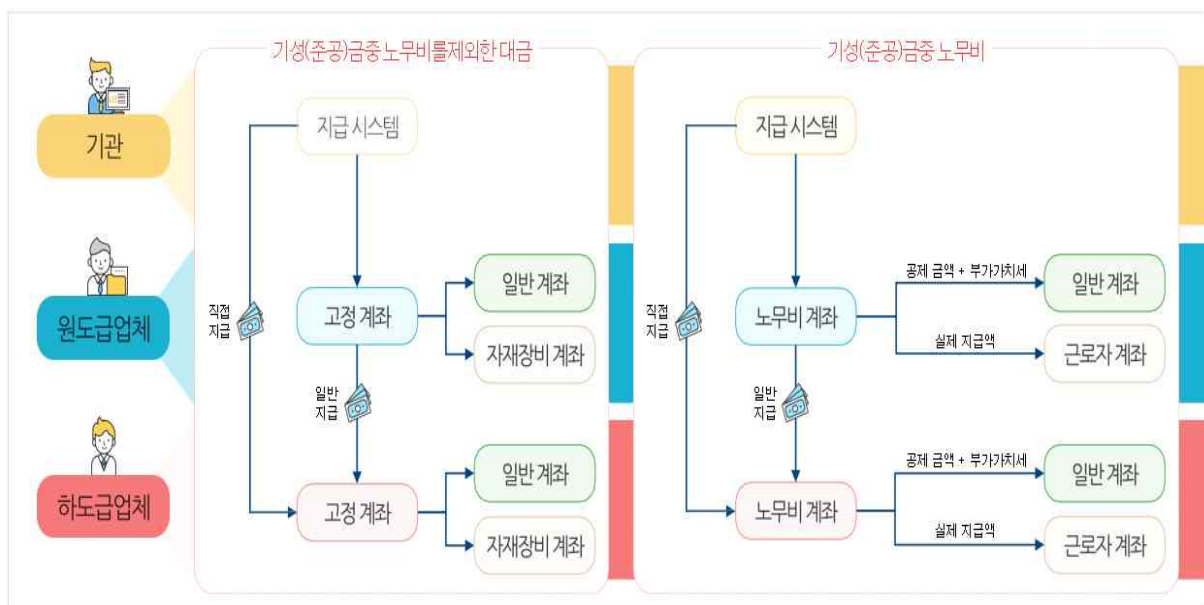 기성(준공)금중 노무비를제외한 대금
기성(준공)금중 노무비
기관
원도급업체
하도급업체
지급 시스템
직접
지급
고정 계좌
일반 계좌
자재장비 계좌
일반
지급
고정 계좌
일반 계좌
자재장비 계좌
지급 시스템
직접
지급
노무비 계좌
공제 금액 + 부가가치세
일반 계좌
실제 지급액
근로자 계좌
일반
지급
노무비 계좌
공제 금액 + 부가가치세
일반 계좌
실제 지급액
근로자 계좌